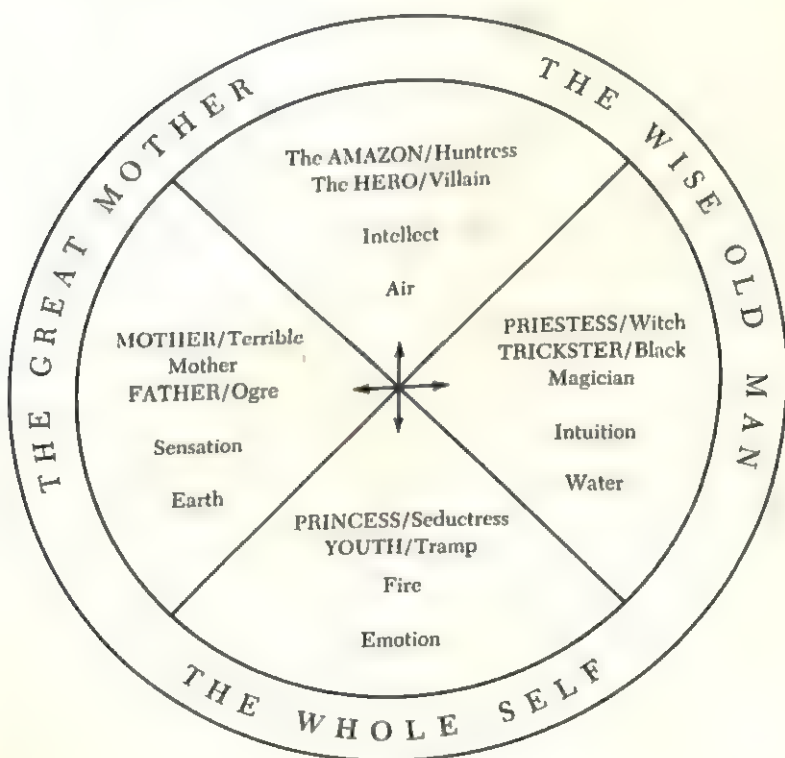 THE GREAT MOTHER
THE WISE OLD MAN
The AMAZON/Huntress
The HERO/Villain
Intellect
Air
MOTHER/Terrible
Mother
FATHER/Ogre
Sensation
Earth
PRIESTESS/Witch
TRICKSTER/Black
Magician
Intuition
Water
PRINCESS/Seductress
YOUTH/Tramp
Fire
Emotion
THE WHOLE SELF